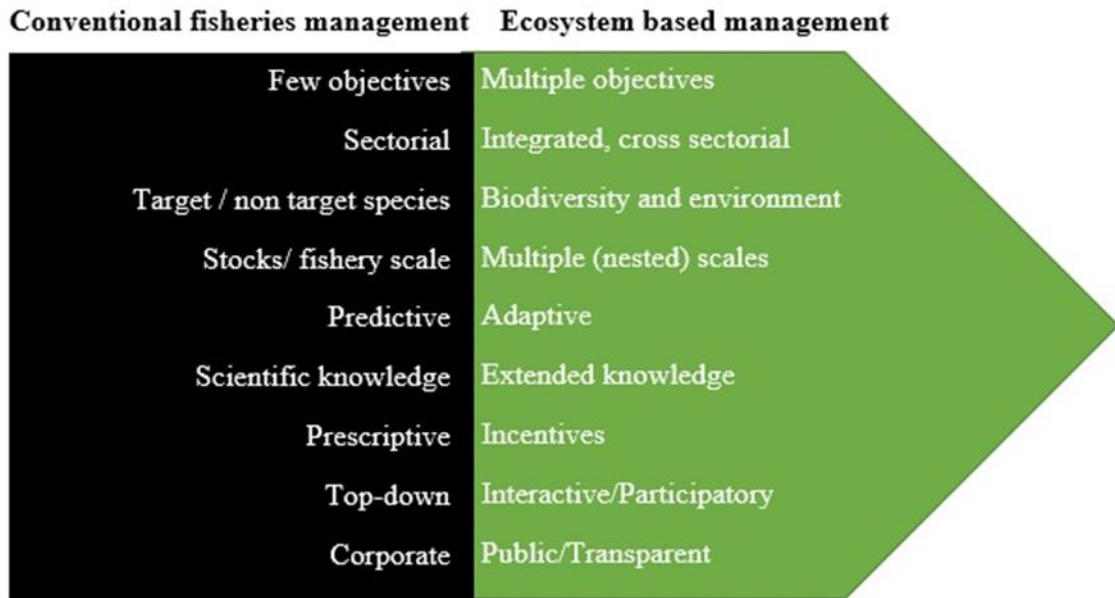 Conventional fisheries management Ecosystem based management
Few objectives Multiple objectives
Sectorial Integrated, cross sectorial
Target / non target species Biodiversity and environment
Stocks/ fishery scale Multiple (nested) scales
Predictive Adaptive
Scientific knowledge Extended knowledge
Prescriptive Incentives
Top-down Interactive/Participatory
Corporate Public/Transparent